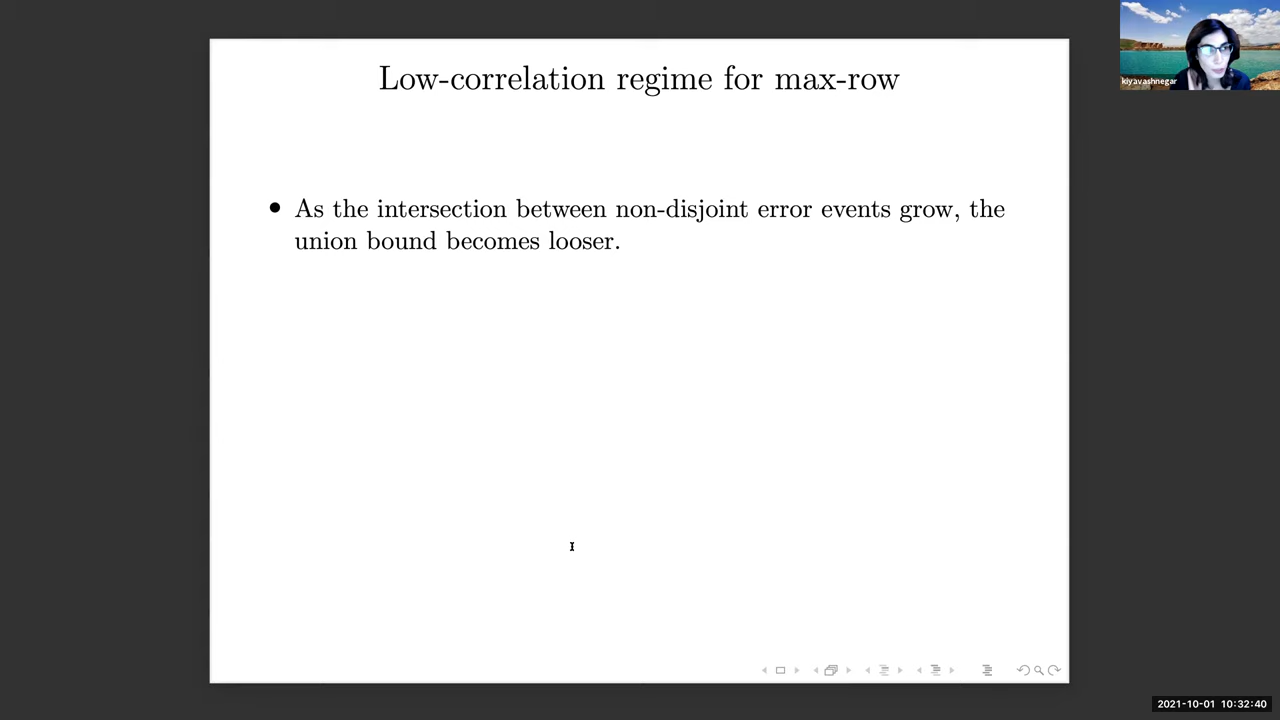 Low-correlation regime for max-row
kiyavashnegar
• As the intersection between non-disjoint error events grow, the
union bound becomes looser.
2021-10-01 10:32:40